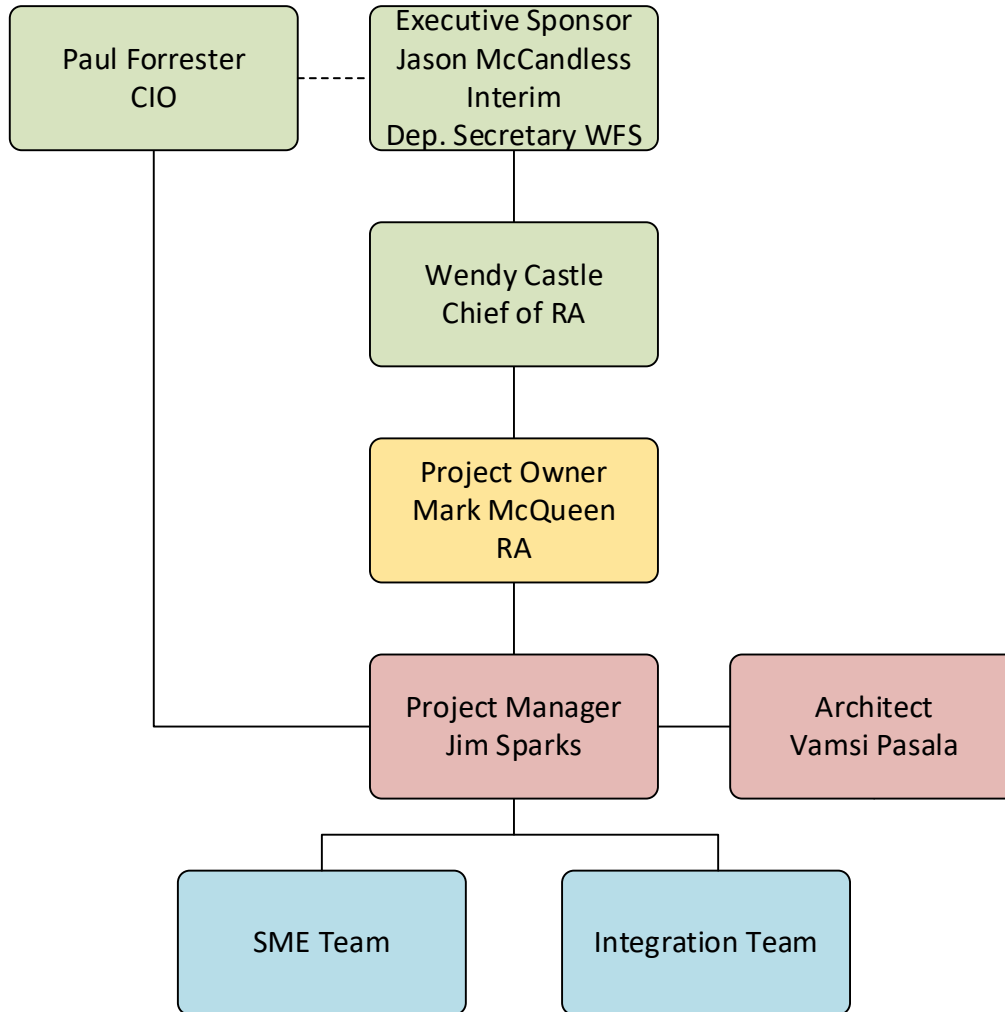 Paul Forrester
CIO
Executive Sponsor
Jason McCandless
Interim
Dep. Secretary WFS
Wendy Castle
Chief of RA
Project Owner
Mark McQueen
RA
Project Manager
Jim Sparks
Architect
Vamsi Pasala
SME Team
Integration Team